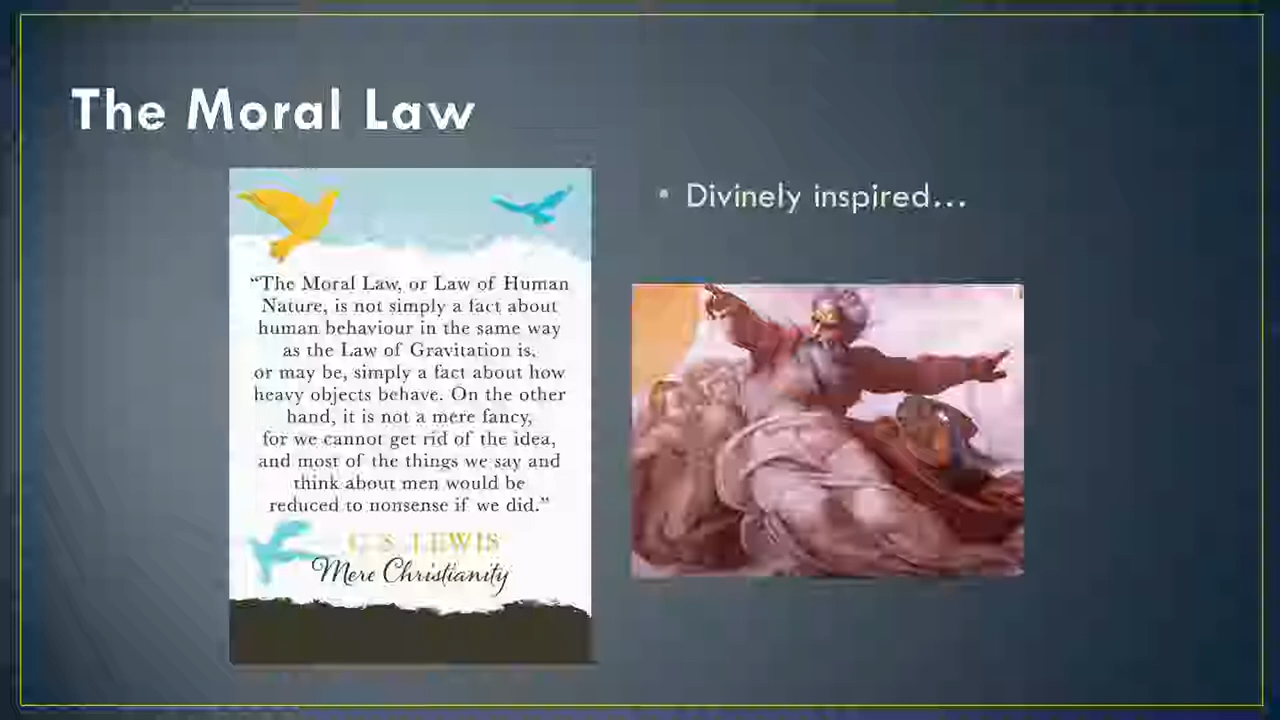 The Moral Law
“The Moral Law, or Law of Human
Nature, is not simply a fact about
human behaviour in the same way
as the Law of Gravitation is,
or may be, simply a fact about how
heavy objects behave. On the other
hand, it is not a mere fancy,
for we cannot get rid of the idea,
and most of the things we say and
think about men would be
reduced to nonsense if we did.”
C. S. LEWIS
Mere Christianity
• Divinely inspired...